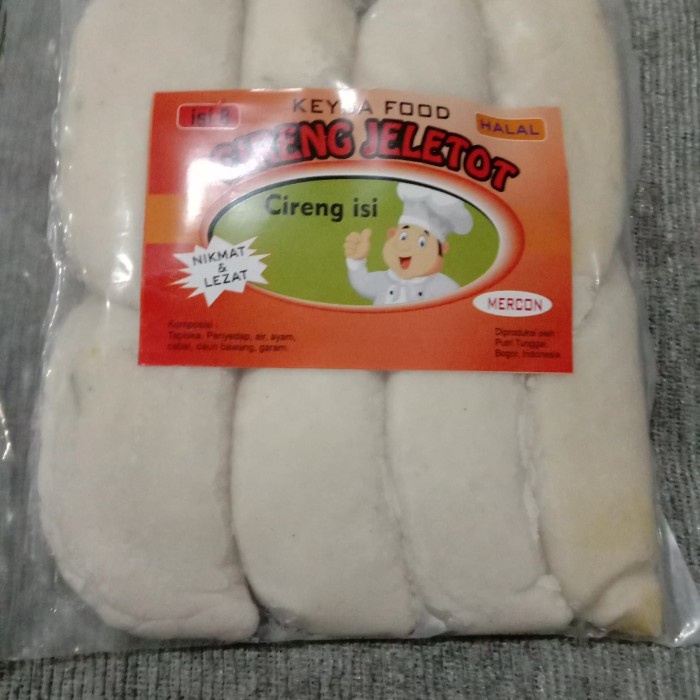 isi 8
KEYSA FOOD
HALAL
CIRENG JELETOT
Cireng isi
NIKMAT
&
LEZAT
MERCON
Komposisi :
Tapioka, Penyedap, air, ayam,
cabai, daun bawang, garam.
Diproduksi oleh :
Putri Tunggal,
Bogor, Indonesia